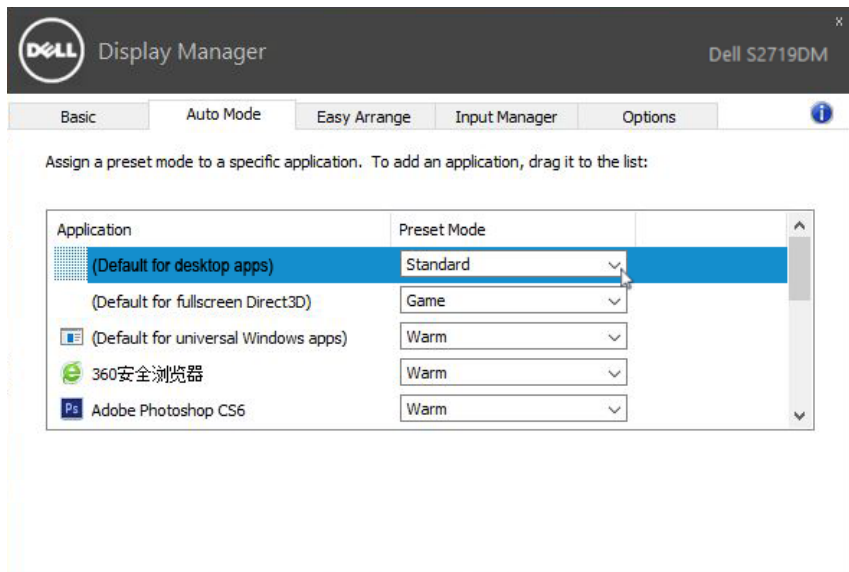 DELL Display Manager Dell S2719DM x
Basic Auto Mode Easy Arrange Input Manager Options i
Assign a preset mode to a specific application. To add an application, drag it to the list:
Application Preset Mode
(Default for desktop apps) Standard
(Default for fullscreen Direct3D) Game
(Default for universal Windows apps) Warm
360安全浏览器 Warm
Ps Adobe Photoshop CS6 Warm